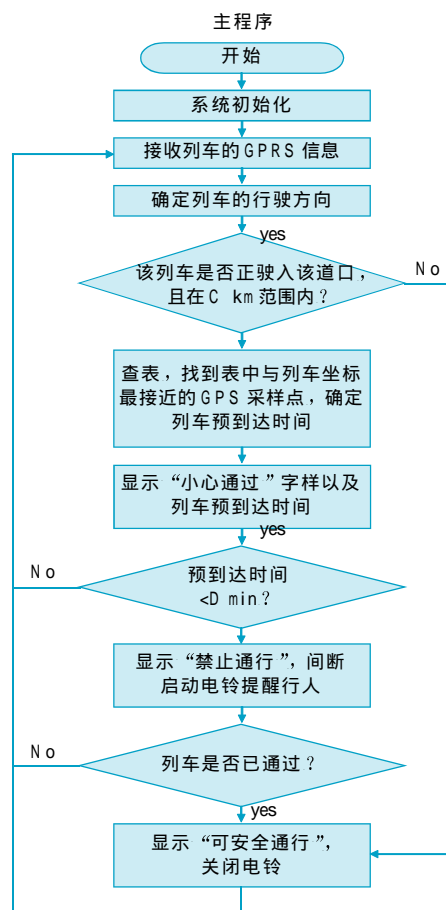 主程序
开始
系统初始化
接收列车的GPRS 信息
确定列车的行驶方向
yes
该列车是否正驶入该道口，
且在C km 范围内？
No
查表，找到表中与列车坐标
最接近的GPS 采样点，确定
列车预到达时间
显示“小心通过”字样以及
列车预到达时间
yes
No
预到达时间
<D min？
显示“禁止通行”，间断
启动电铃提醒行人
No
列车是否已通过？
yes
显示“可安全通行”，
关闭电铃